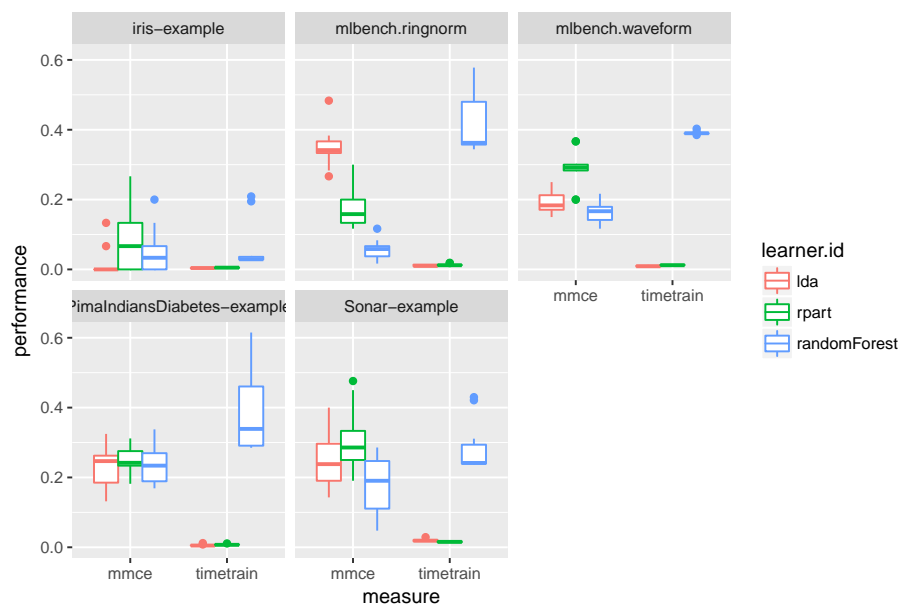 iris−example
mlbench.ringnorm
mlbench.waveform
0.6
0.4
0.2
0.0
mmce
timetrain
PimaIndiansDiabetes−example
Sonar−example
0.6
0.4
0.2
0.0
mmce
timetrain
mmce
timetrain
performance
measure
learner.id
lda
rpart
randomForest